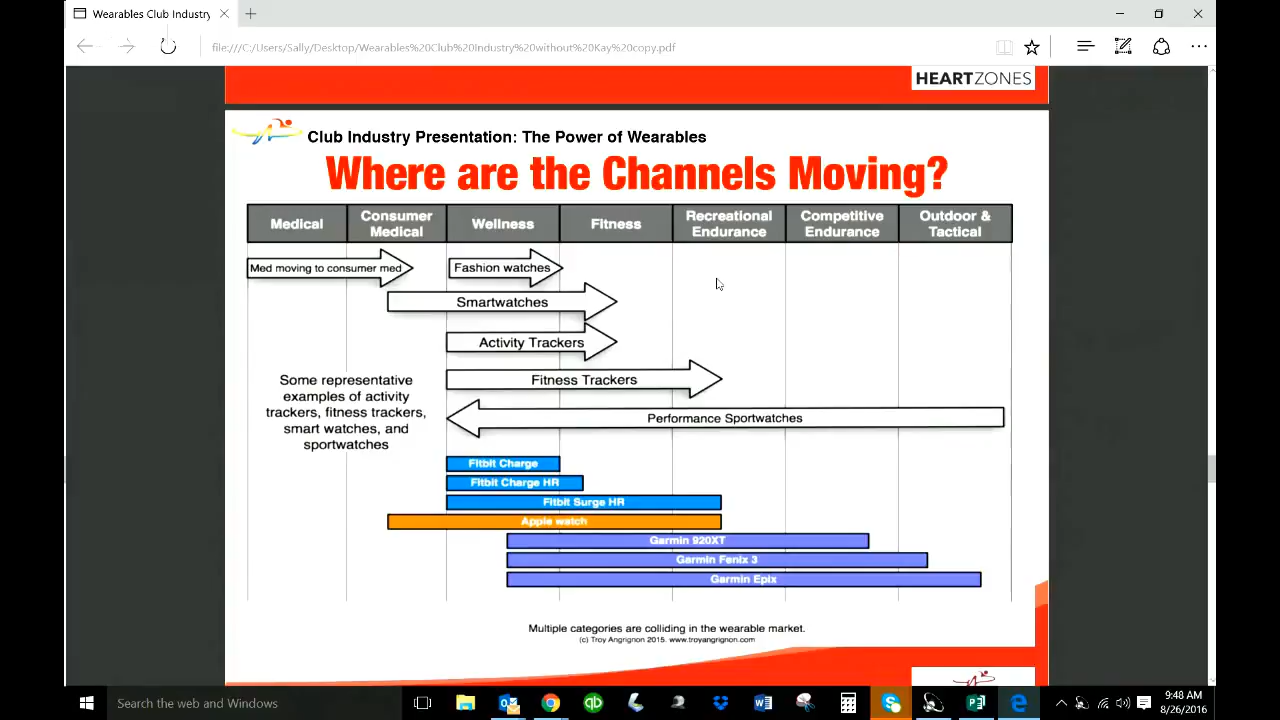 Wearables Club Industry
file:///C:/Users/Sally/Desktop/Wearables%20Club%20Industry%20without%20Kay%20copy.pdf
HEARTZONES
Club Industry Presentation: The Power of Wearables
Where are the Channels Moving?
Medical
Consumer Medical
Wellness
Fitness
Recreational Endurance
Competitive Endurance
Outdoor & Tactical
Med moving to consumer med
Fashion watches
Smartwatches
Activity Trackers
Fitness Trackers
Performance Sportwatches
Some representative
examples of activity
trackers, fitness trackers,
smart watches, and
sportwatches
Fitbit Charge
Fitbit Charge HR
Fitbit Surge HR
Apple watch
Garmin 920XT
Garmin Fenix 3
Garmin Epix
Multiple categories are colliding in the wearable market.
(c) Troy Angrignon 2015. www.troyangrignon.com
Search the web and Windows
9:48 AM
8/26/2016